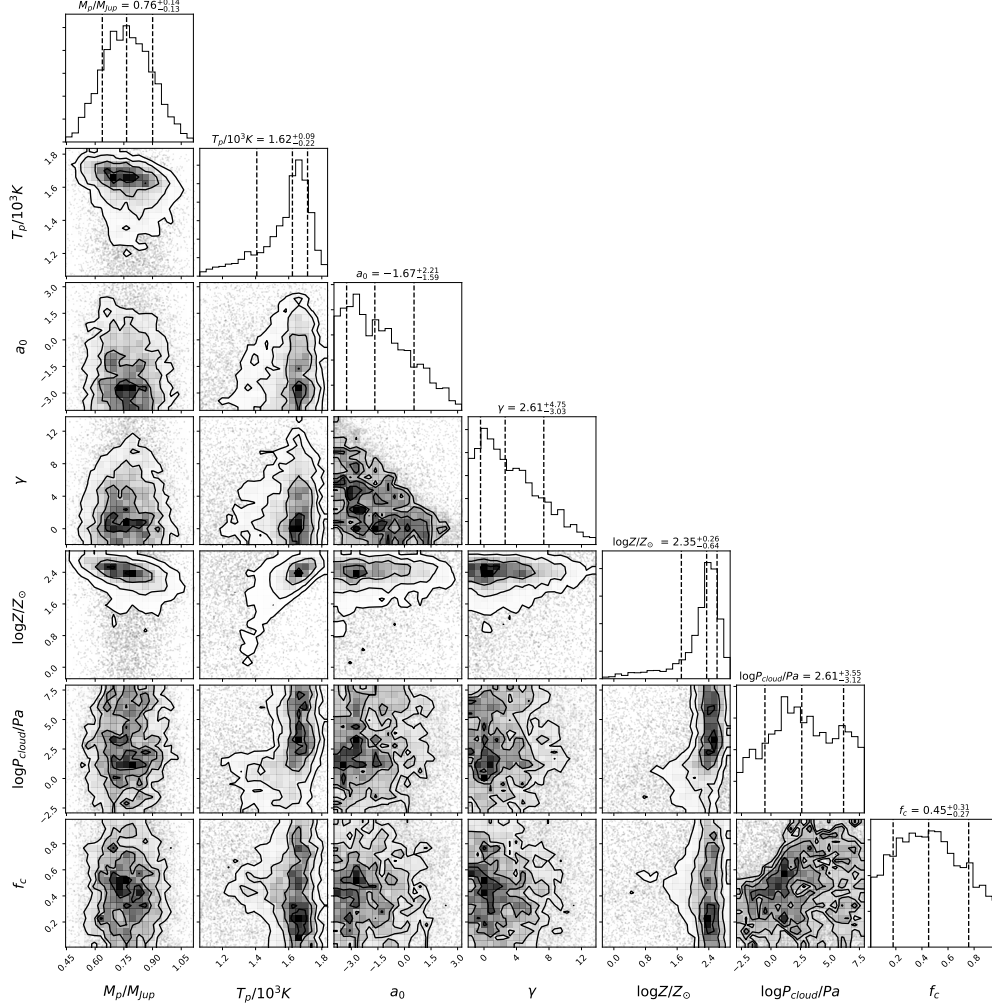 M_p/M_Jup = 0.76^{+0.14}_{-0.13}
T_p/10^3K = 1.62^{+0.09}_{-0.22}
1.8
1.6
1.4
1.2
T_p/10^3K
a_0 = −1.67^{+2.21}_{-1.59}
3.0
1.5
0.0
−1.5
−3.0
a_0
γ = 2.61^{+4.75}_{-3.03}
12
8
4
0
γ
logZ/Z_⊙ = 2.35^{+0.26}_{-0.64}
2.4
1.6
0.8
0.0
logZ/Z_⊙
logP_cloud/Pa = 2.61^{+3.55}_{-3.12}
7.5
5.0
2.5
0.0
−2.5
logP_cloud/Pa
f_c = 0.45^{+0.31}_{-0.27}
0.8
0.6
0.4
0.2
f_c
0.45 0.60 0.75 0.90 1.05 1.2 1.4 1.6 1.8 −3.0 −1.5 0.0 1.5 3.0 0 4 8 12 0.0 0.8 1.6 2.4 −2.5 0.0 2.5 5.0 7.5 0.2 0.4 0.6 0.8
M_p/M_Jup T_p/10^3K a_0 γ logZ/Z_⊙ logP_cloud/Pa f_c